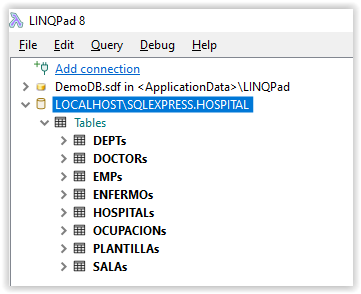 LINQPad 8
File Edit Query Debug Help
Add connection
DemoDB.sdf in <ApplicationData>\LINQPad
LOCALHOST\SQLEXPRESS.HOSPITAL
Tables
DEPTs
DOCTORs
EMPs
ENFERMOs
HOSPITALs
OCUPACIONs
PLANTILLAs
SALAs